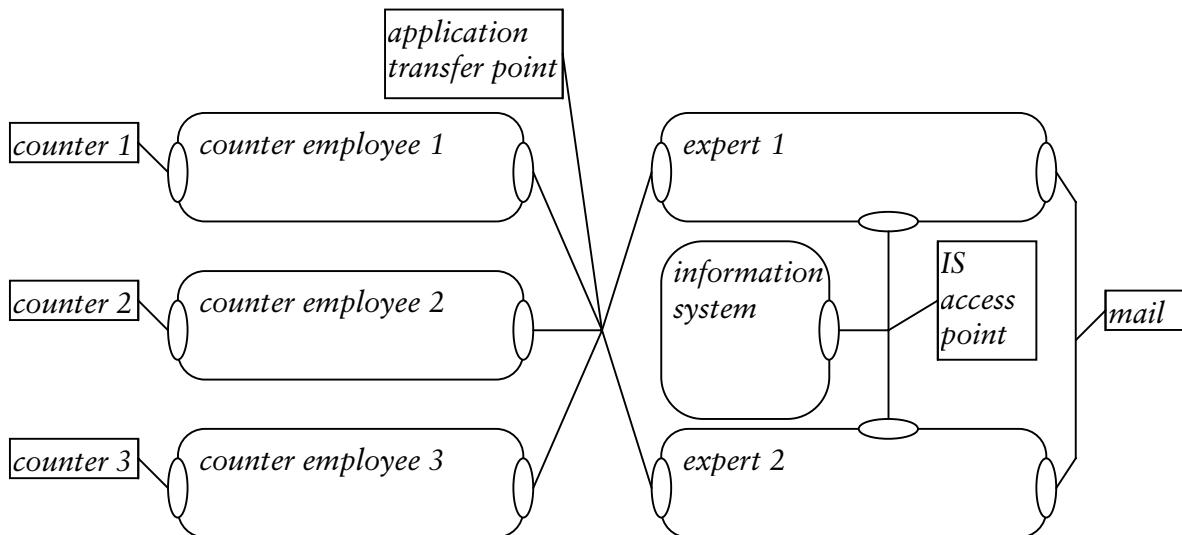 application
transfer point
counter 1
counter employee 1
expert 1
counter 2
counter employee 2
information
system
IS
access
point
mail
counter 3
counter employee 3
expert 2